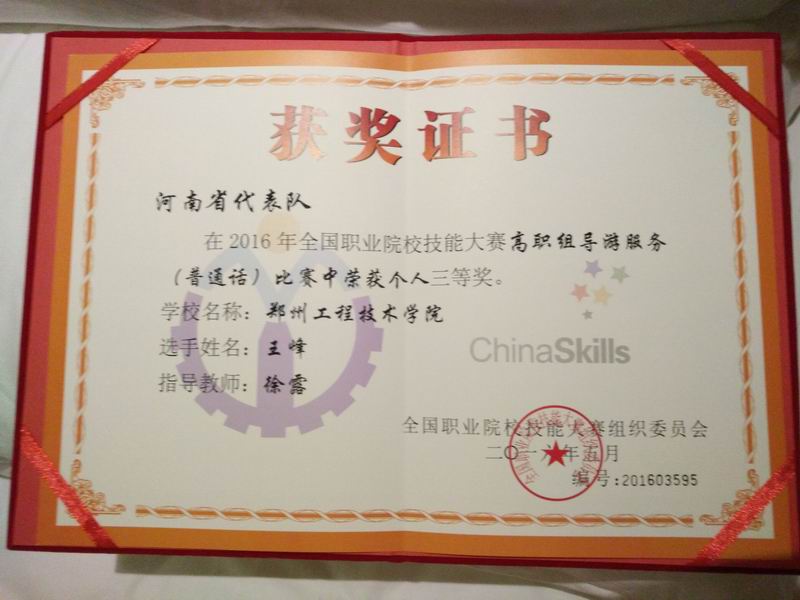 获奖证书
河南省代表队
在2016年全国职业院校技能大赛高职组导游服务
（普通话）比赛中荣获个人三等奖。
学校名称：郑州工程技术学院
选手姓名：王峰
指导教师：徐露
ChinaSkills
全国职业院校技能大赛组织委员会
二〇一六年五月
编号:201603595